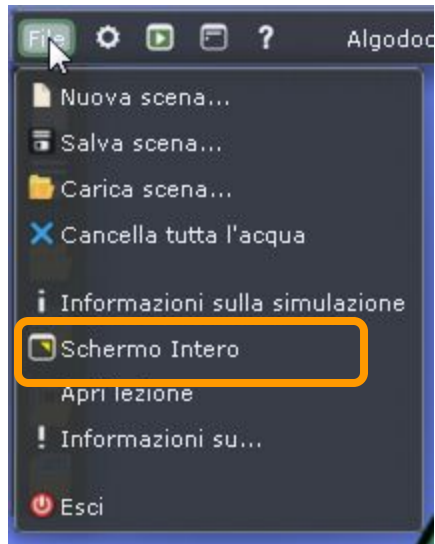 File ? Algodoo
Nuova scena...
Salva scena...
Carica scena...
Cancella tutta l'acqua
i Informazioni sulla simulazione
Schermo Intero
Apri lezione
! Informazioni su...
Esci